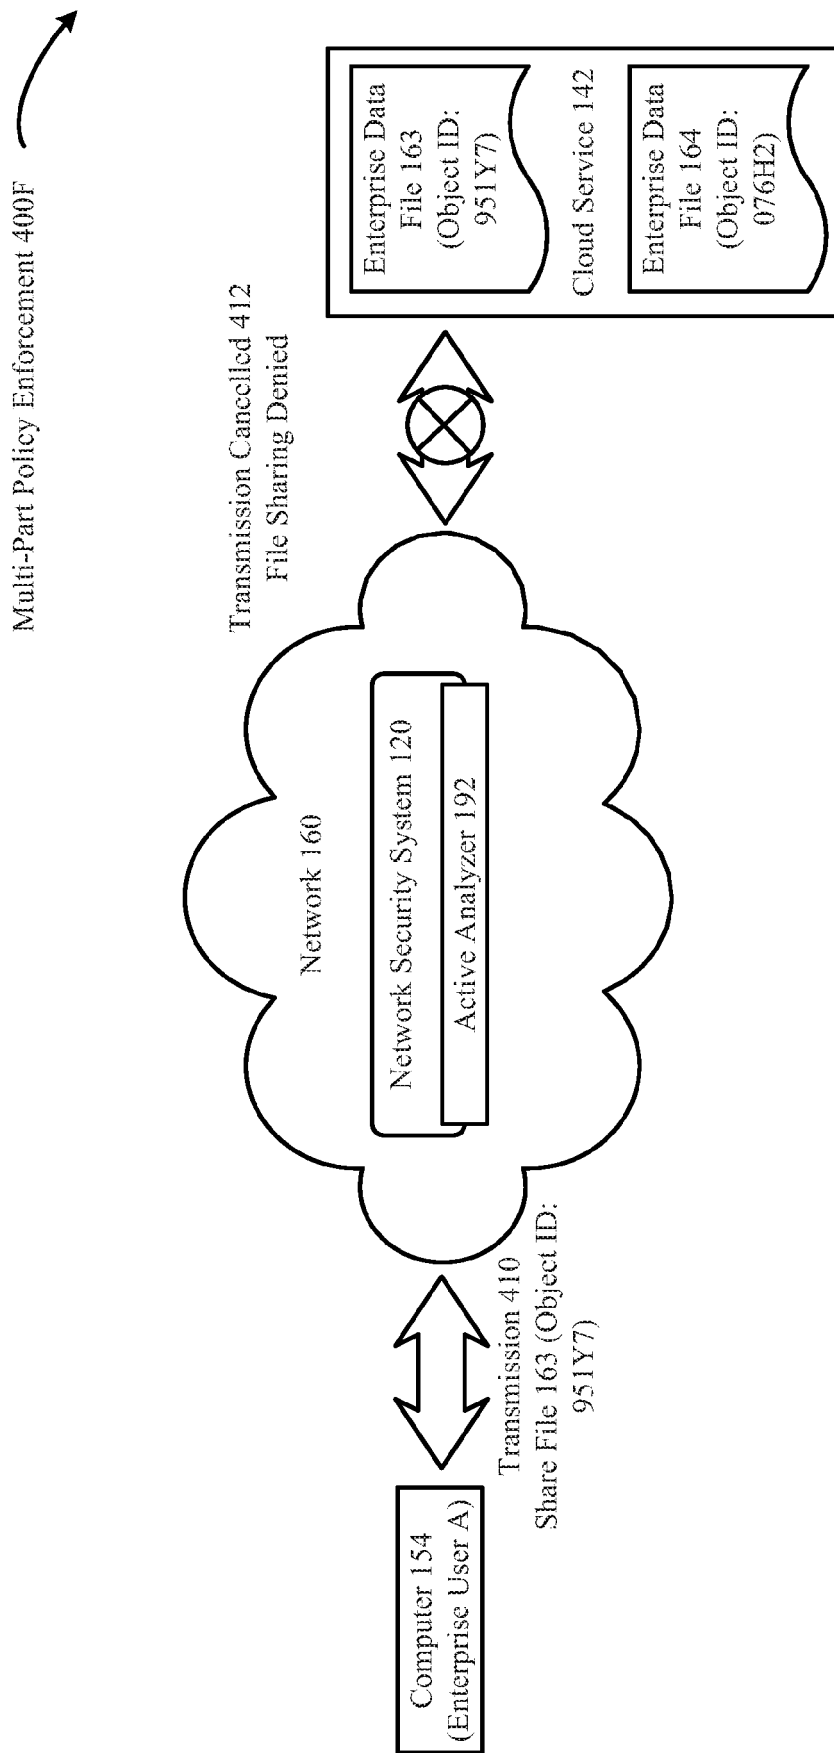 Multi-Part Policy Enforcement 400F
Computer 154
(Enterprise User A)
Transmission 410
Share File 163 (Object ID:
951Y7)
Network 160
Network Security System 120
Active Analyzer 192
Transmission Cancelled 412
File Sharing Denied
Enterprise Data
File 163
(Object ID:
951Y7)
Cloud Service 142
Enterprise Data
File 164
(Object ID:
076H2)